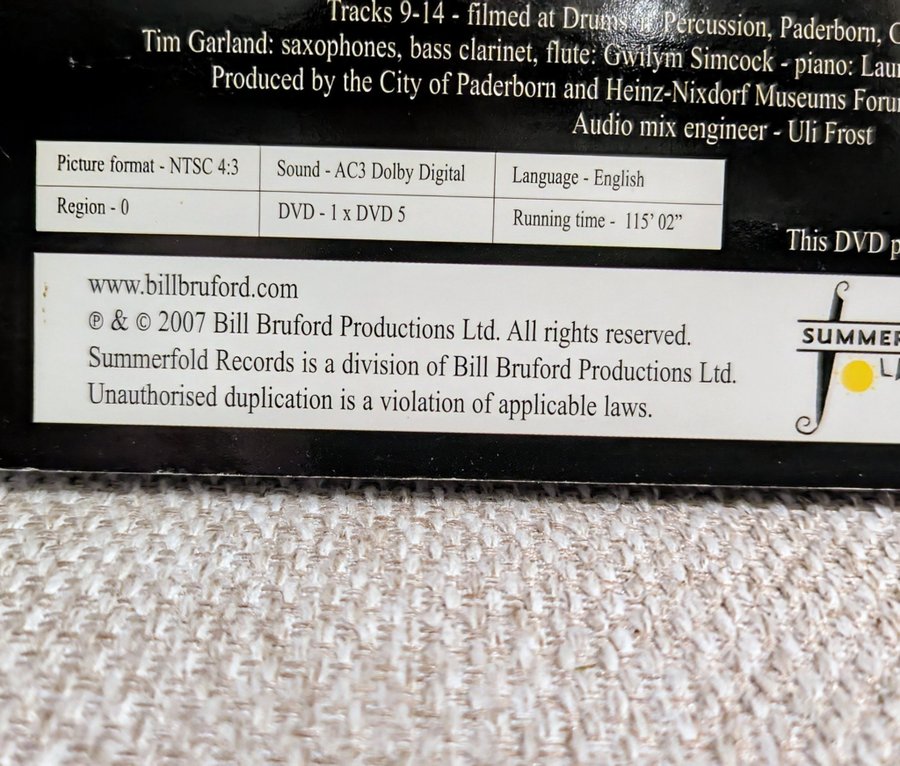 Tracks 9-14 - filmed at Drums Percussion, Paderborn,
Tim Garland: saxophones, bass clarinet, flute: Gwilym Simcock - piano:
Produced by the City of Paderborn and Heinz-Nixdorf Museums
Audio mix engineer - Uli Frost
Picture format - NTSC 4:3
Sound - AC3 Dolby Digital
Language - English
Region - 0
DVD - 1 x DVD 5
Running time - 115' 02"
This DVD
www.billbruford.com
℗ & © 2007 Bill Bruford Productions Ltd. All rights reserved.
Summerfold Records is a division of Bill Bruford Productions Ltd.
Unauthorised duplication is a violation of applicable laws.
SUMMER